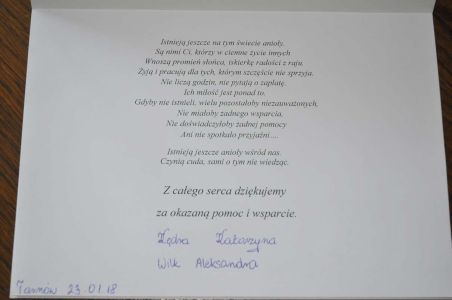 Istnieją jeszcze na tym świecie anioły.
Są nimi Ci, którzy w ciemne życie innych
Wnoszą promień słońca, iskierkę radości z raju.
Żyją i pracują dla tych, którym szczęście nie sprzyja.
Nie liczą godzin, nie pytają o zapłatę.
Ich miłość jest ponad to.
Gdyby nie istnieli, wielu pozostałoby niezauważonych,
Nie miałoby żadnego wsparcia,
Nie doświadczyłoby żadnej pomocy
Ani nie spotkało przyjaźni....
Istnieją jeszcze anioły wśród nas.
Czynią cuda, sami o tym nie wiedząc.
Z całego serca dziękujemy
za okazaną pomoc i wsparcie.
Kędra Katarzyna
Wilk Aleksandra
Tarnów 23.01.18